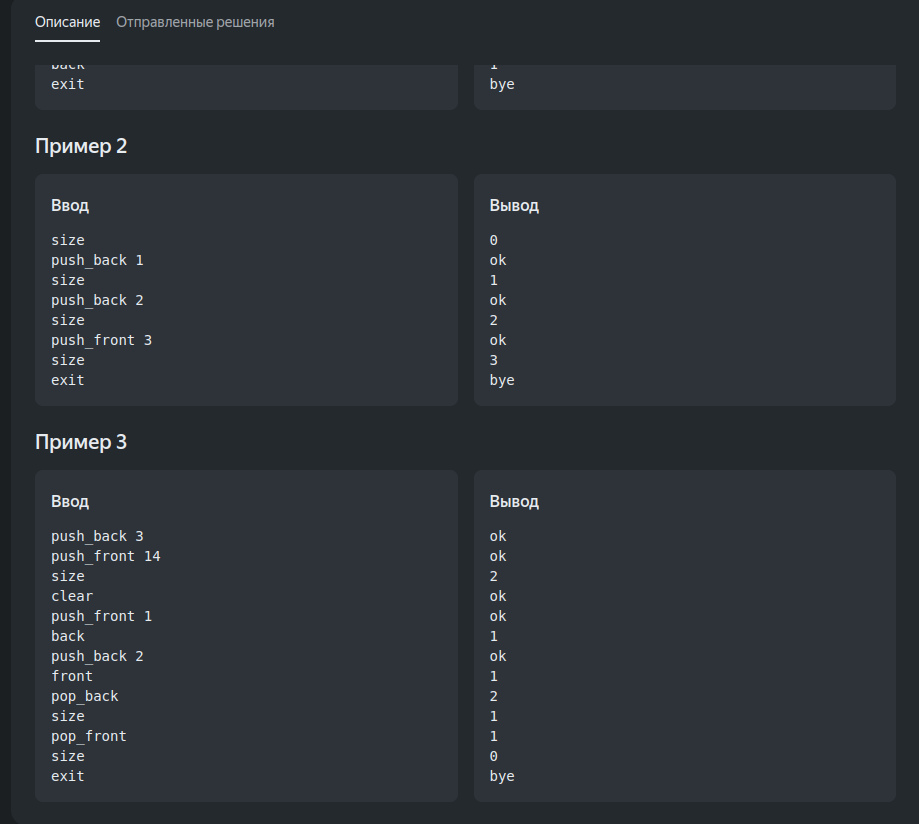 Описание Отправленные решения
back
1
exit
bye
Пример 2
Ввод
size
push_back 1
size
push_back 2
size
push_front 3
size
exit
Вывод
0
ok
1
ok
2
ok
3
bye
Пример 3
Ввод
push_back 3
push_front 14
size
clear
push_front 1
back
push_back 2
front
pop_back
size
pop_front
size
exit
Вывод
ok
ok
2
ok
ok
1
ok
1
2
1
1
0
bye